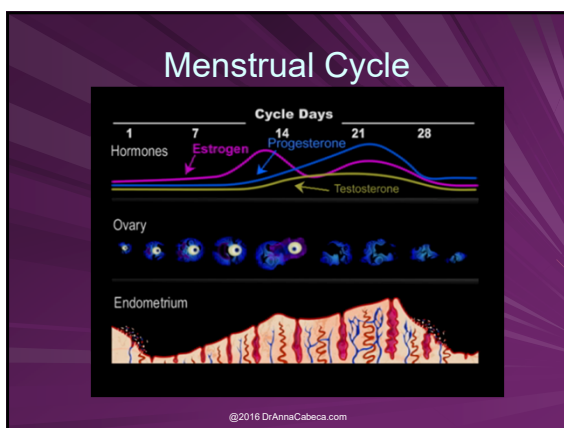 Menstrual Cycle
Cycle Days
1 7 14 21 28
Hormones Estrogen Progesterone
Testosterone
Ovary
Endometrium
@2016 DrAnnaCabeca.com